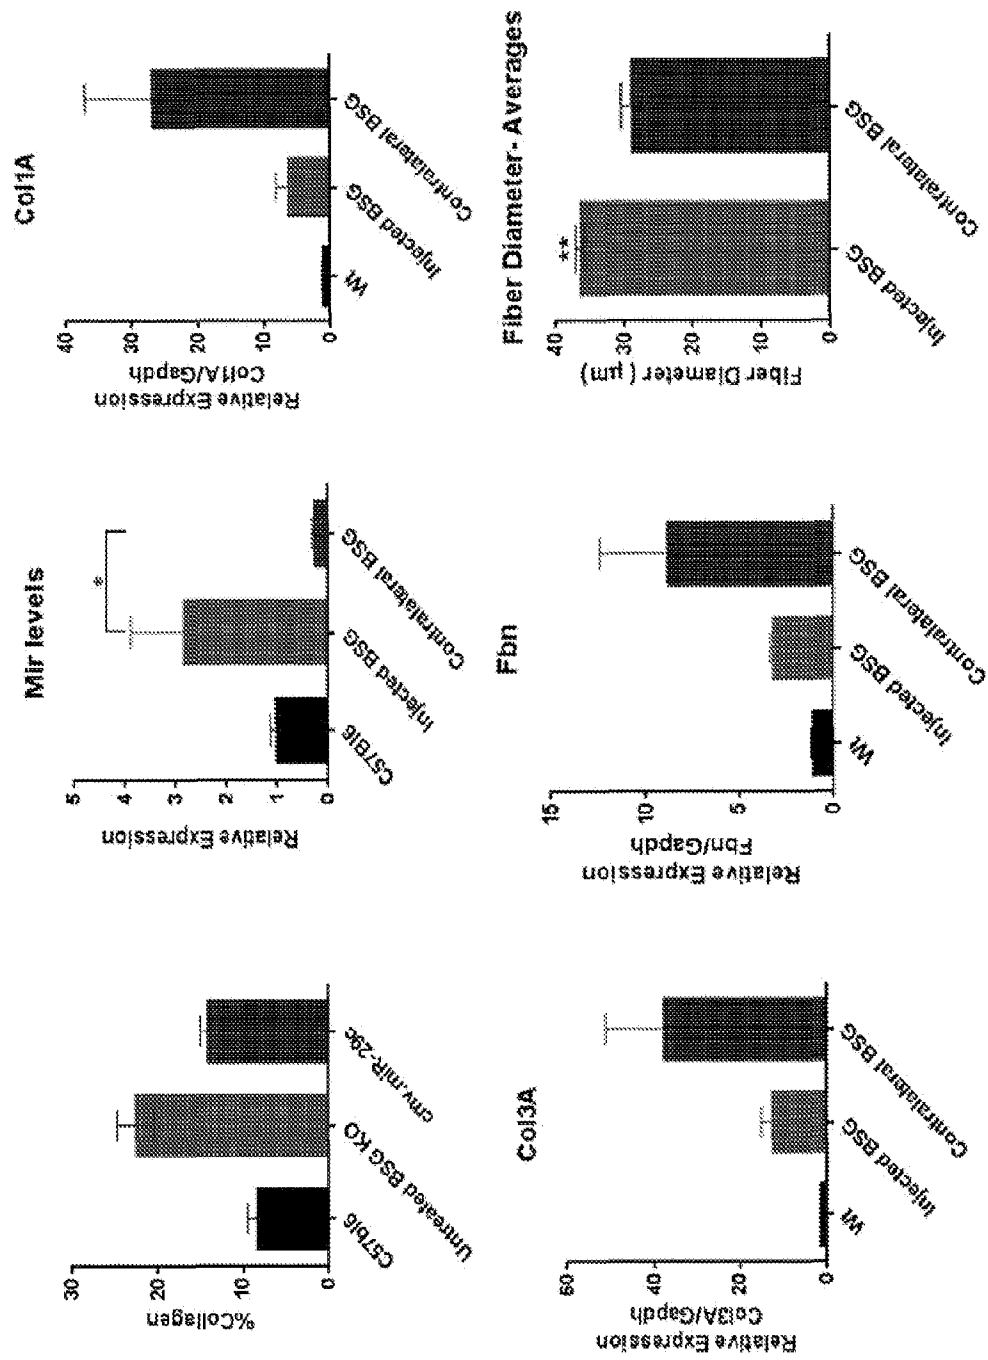 30
20
10
0
%Collagen
C57bl6
Untreated BSG KO
cmv.miR-29c
Mir levels
5
4
3
2
1
0
Relative Expression
*
C57Bl6
Injected BSG
Contralateral BSG
Col1A
40
30
20
10
0
Relative Expression
Col1A/Gapdh
Wt
Injected BSG
Contralateral BSG
Col3A
60
40
20
0
Relative Expression
Col3A/Gapdh
Wt
Injected BSG
Contralateral BSG
Fbn
15
10
5
0
Relative Expression
Fbn/Gapdh
Wt
Injected BSG
Contralateral BSG
Fiber Diameter- Averages
40
30
20
10
0
Fiber Diameter ( µm)
**
Injected BSG
Contralateral BSG